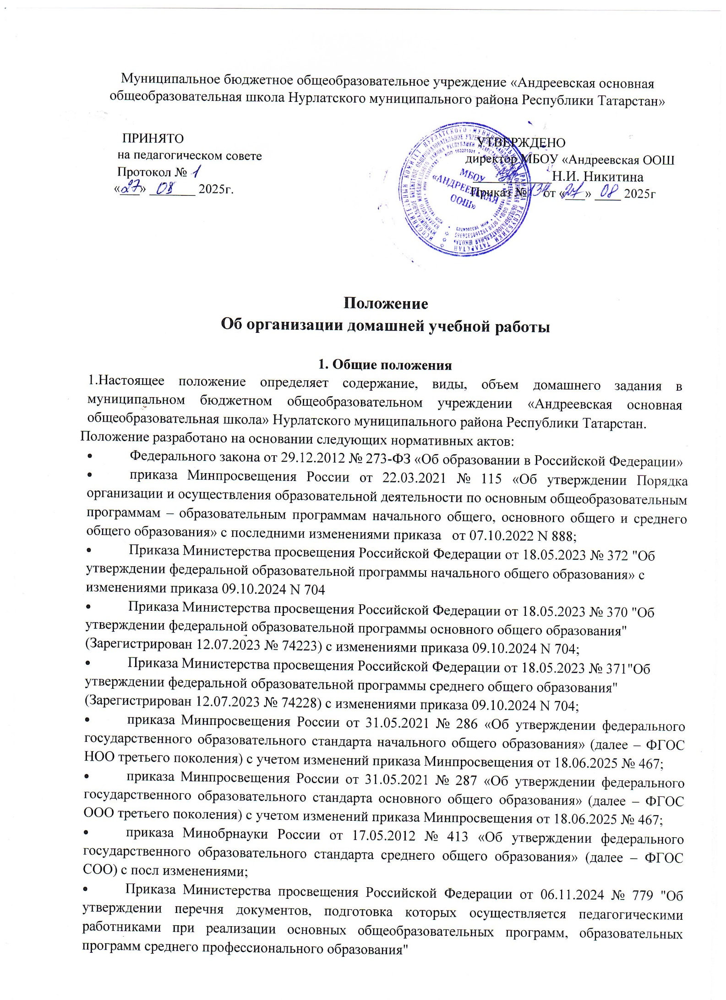 Муниципальное бюджетное общеобразовательное учреждение «Андреевская основная
общеобразовательная школа Нурлатского муниципального района Республики Татарстан»
ПРИНЯТО
на педагогическом совете
Протокол № 1
«27» 08 2025г.
УТВЕРЖДЕНО
директор МБОУ «Андреевская ООШ
Н.И. Никитина
Приказ № 134 от «27» 08 2025г
МБОУ
«АНДРЕЕВСКАЯ
ООШ»
Положение
Об организации домашней учебной работы
1. Общие положения
1.Настоящее положение определяет содержание, виды, объем домашнего задания в
муниципальном бюджетном общеобразовательном учреждении «Андреевская основная
общеобразовательная школа» Нурлатского муниципального района Республики Татарстан.
Положение разработано на основании следующих нормативных актов:
• Федерального закона от 29.12.2012 № 273-ФЗ «Об образовании в Российской Федерации»
• приказа Минпросвещения России от 22.03.2021 № 115 «Об утверждении Порядка
организации и осуществления образовательной деятельности по основным общеобразовательным
программам – образовательным программам начального общего, основного общего и среднего
общего образования» с последними изменениями приказа от 07.10.2022 N 888;
• Приказа Министерства просвещения Российской Федерации от 18.05.2023 № 372 "Об
утверждении федеральной образовательной программы начального общего образования» с
изменениями приказа 09.10.2024 N 704
• Приказа Министерства просвещения Российской Федерации от 18.05.2023 № 370 "Об
утверждении федеральной образовательной программы основного общего образования"
(Зарегистрирован 12.07.2023 № 74223) с изменениями приказа 09.10.2024 N 704;
• Приказа Министерства просвещения Российской Федерации от 18.05.2023 № 371"Об
утверждении федеральной образовательной программы среднего общего образования"
(Зарегистрирован 12.07.2023 № 74228) с изменениями приказа 09.10.2024 N 704;
• приказа Минпросвещения России от 31.05.2021 № 286 «Об утверждении федерального
государственного образовательного стандарта начального общего образования» (далее – ФГОС
НОО третьего поколения) с учетом изменений приказа Минпросвещения от 18.06.2025 № 467;
• приказа Минпросвещения России от 31.05.2021 № 287 «Об утверждении федерального
государственного образовательного стандарта основного общего образования» (далее – ФГОС
ООО третьего поколения) с учетом изменений приказа Минпросвещения от 18.06.2025 № 467;
• приказа Минобрнауки России от 17.05.2012 № 413 «Об утверждении федерального
государственного образовательного стандарта среднего общего образования» (далее – ФГОС
СОО) с посл изменениями;
• Приказа Министерства просвещения Российской Федерации от 06.11.2024 № 779 "Об
утверждении перечня документов, подготовка которых осуществляется педагогическими
работниками при реализации основных общеобразовательных программ, образовательных
программ среднего профессионального образования"